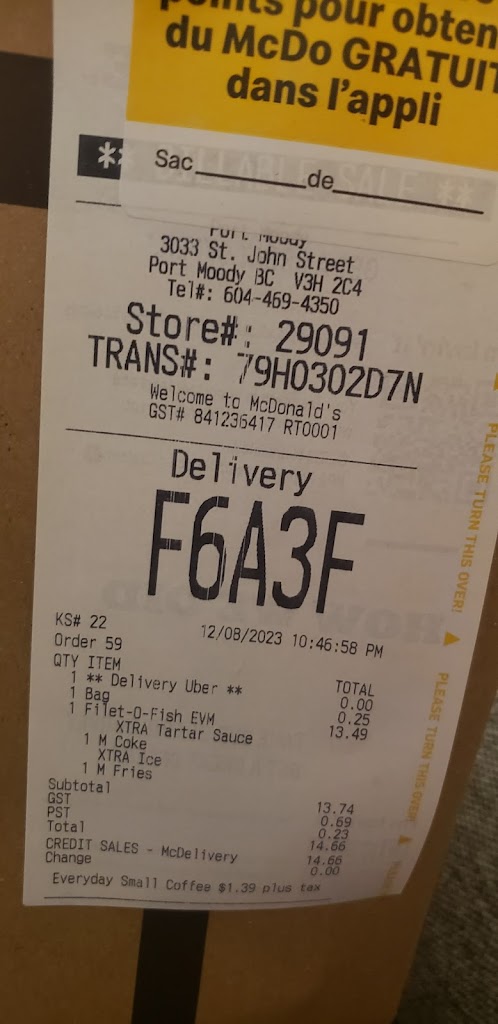 points pour obten
du McDo GRATUIT
dans l'appli
Sac ________ de ____________
Port Moody
3033 St. John Street
Port Moody BC V3H 2C4
Tel#: 604-469-4350
Store#: 29091
TRANS#: 79H0302D7N
Welcome to McDonald's
GST# 841236417 RT0001
Delivery
F6A3F
KS# 22
12/08/2023 10:46:58 PM
Order 59
QTY ITEM TOTAL
1 ** Delivery Uber ** 0.00
1 Bag 0.25
1 Filet-O-Fish EVM 13.49
XTRA Tartar Sauce
1 M Coke
XTRA Ice
1 M Fries
Subtotal 13.74
GST 0.69
PST 0.23
Total 14.66
CREDIT SALES - McDelivery 14.66
Change 0.00
Everyday Small Coffee $1.39 plus tax
PLEASE TURN THIS OVER!
PLEASE TURN THIS OVER!